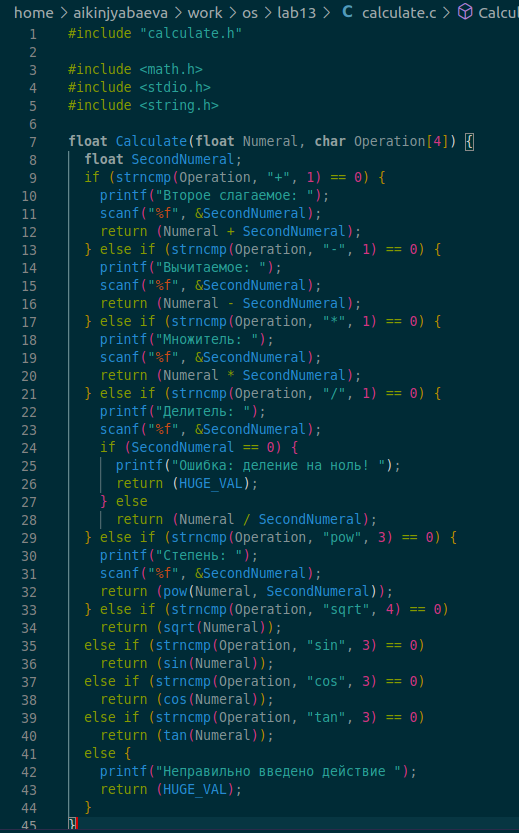 home > aikinjyabaeva > work > os > lab13 > C calculate.c > Calcul
1 #include "calculate.h"
2
3 #include <math.h>
4 #include <stdio.h>
5 #include <string.h>
6
7 float Calculate(float Numeral, char Operation[4]) {
8   float SecondNumeral;
9   if (strncmp(Operation, "+", 1) == 0) {
10     printf("Второе слагаемое: ");
11     scanf("%f", &SecondNumeral);
12     return (Numeral + SecondNumeral);
13   } else if (strncmp(Operation, "-", 1) == 0) {
14     printf("Вычитаемое: ");
15     scanf("%f", &SecondNumeral);
16     return (Numeral - SecondNumeral);
17   } else if (strncmp(Operation, "*", 1) == 0) {
18     printf("Множитель: ");
19     scanf("%f", &SecondNumeral);
20     return (Numeral * SecondNumeral);
21   } else if (strncmp(Operation, "/", 1) == 0) {
22     printf("Делитель: ");
23     scanf("%f", &SecondNumeral);
24     if (SecondNumeral == 0) {
25       printf("Ошибка: деление на ноль! ");
26       return (HUGE_VAL);
27     } else
28       return (Numeral / SecondNumeral);
29   } else if (strncmp(Operation, "pow", 3) == 0) {
30     printf("Степень: ");
31     scanf("%f", &SecondNumeral);
32     return (pow(Numeral, SecondNumeral));
33   } else if (strncmp(Operation, "sqrt", 4) == 0)
34     return (sqrt(Numeral));
35   else if (strncmp(Operation, "sin", 3) == 0)
36     return (sin(Numeral));
37   else if (strncmp(Operation, "cos", 3) == 0)
38     return (cos(Numeral));
39   else if (strncmp(Operation, "tan", 3) == 0)
40     return (tan(Numeral));
41   else {
42     printf("Неправильно введено действие ");
43     return (HUGE_VAL);
44   }
45 }